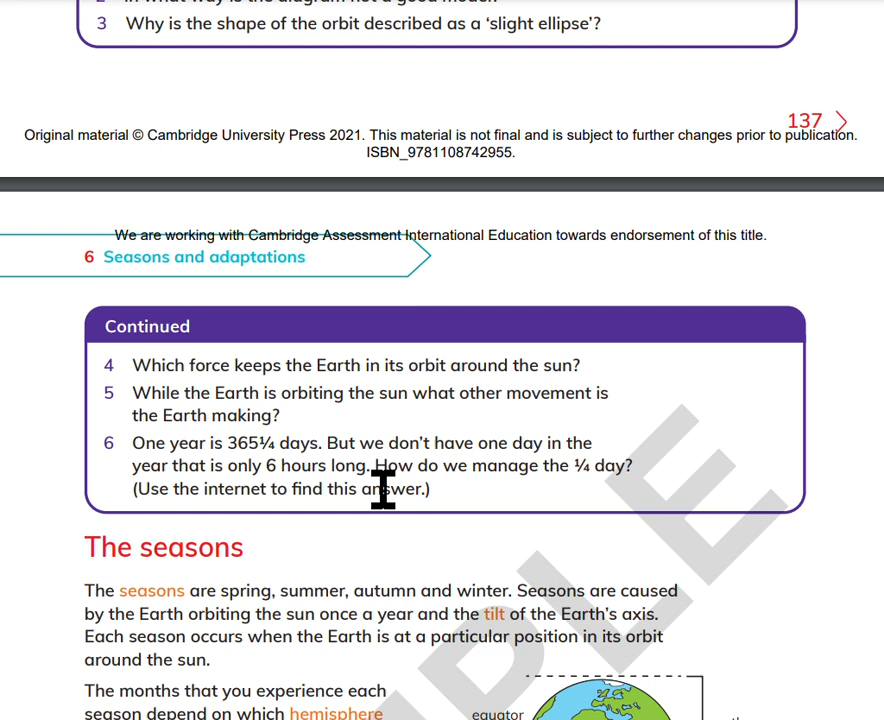 3 Why is the shape of the orbit described as a ‘slight ellipse’?
137
Original material © Cambridge University Press 2021. This material is not final and is subject to further changes prior to publication.
ISBN_9781108742955.
We are working with Cambridge Assessment International Education towards endorsement of this title.
6 Seasons and adaptations
Continued
4 Which force keeps the Earth in its orbit around the sun?
5 While the Earth is orbiting the sun what other movement is
the Earth making?
6 One year is 365¼ days. But we don’t have one day in the
year that is only 6 hours long. How do we manage the ¼ day?
(Use the internet to find this answer.)
The seasons
The seasons are spring, summer, autumn and winter. Seasons are caused
by the Earth orbiting the sun once a year and the tilt of the Earth’s axis.
Each season occurs when the Earth is at a particular position in its orbit
around the sun.
The months that you experience each
season depend on which hemisphere
equator